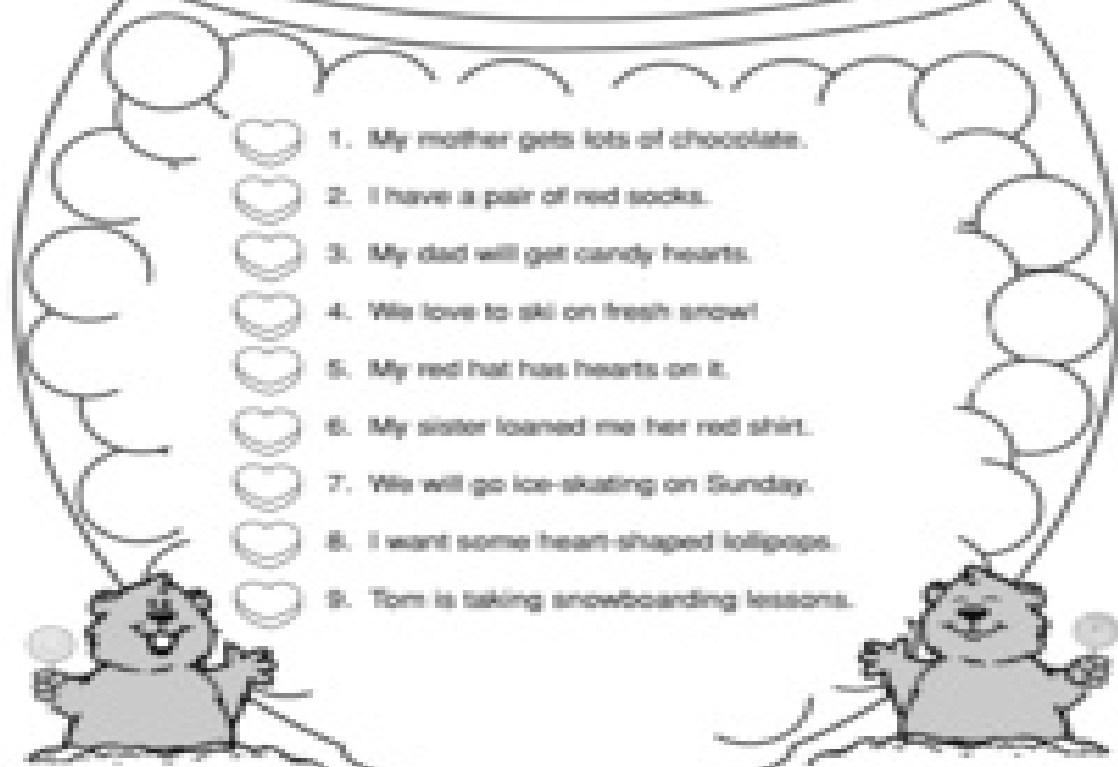 1. My mother gets lots of chocolate.
2. I have a pair of red socks.
3. My dad will get candy hearts.
4. We love to ski on fresh snow!
5. My red hat has hearts on it.
6. My sister loaned me her red shirt.
7. We will go ice-skating on Sunday.
8. I want some heart-shaped lollipops.
9. Tom is taking snowboarding lessons.